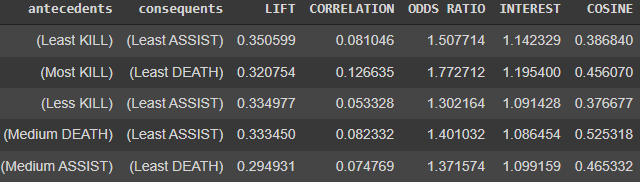 antecedents consequents LIFT CORRELATION ODDS RATIO INTEREST COSINE
(Least KILL) (Least ASSIST) 0.350599 0.081046 1.507714 1.142329 0.386840
(Most KILL) (Least DEATH) 0.320754 0.126635 1.772712 1.195400 0.456070
(Less KILL) (Least ASSIST) 0.334977 0.053328 1.302164 1.091428 0.376677
(Medium DEATH) (Least ASSIST) 0.333450 0.082332 1.401032 1.086454 0.525318
(Medium ASSIST) (Least DEATH) 0.294931 0.074769 1.371574 1.099159 0.465332